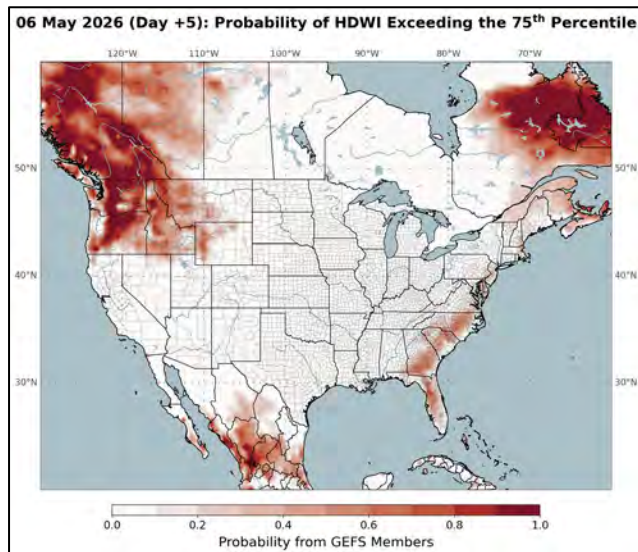 06 May 2026 (Day +5): Probability of HDWI Exceeding the 75th Percentile
120°W 110°W 100°W 90°W 80°W 70°W
50°N 50°N
40°N 40°N
30°N 30°N
0.0 0.2 0.4 0.6 0.8 1.0
Probability from GEFS Members